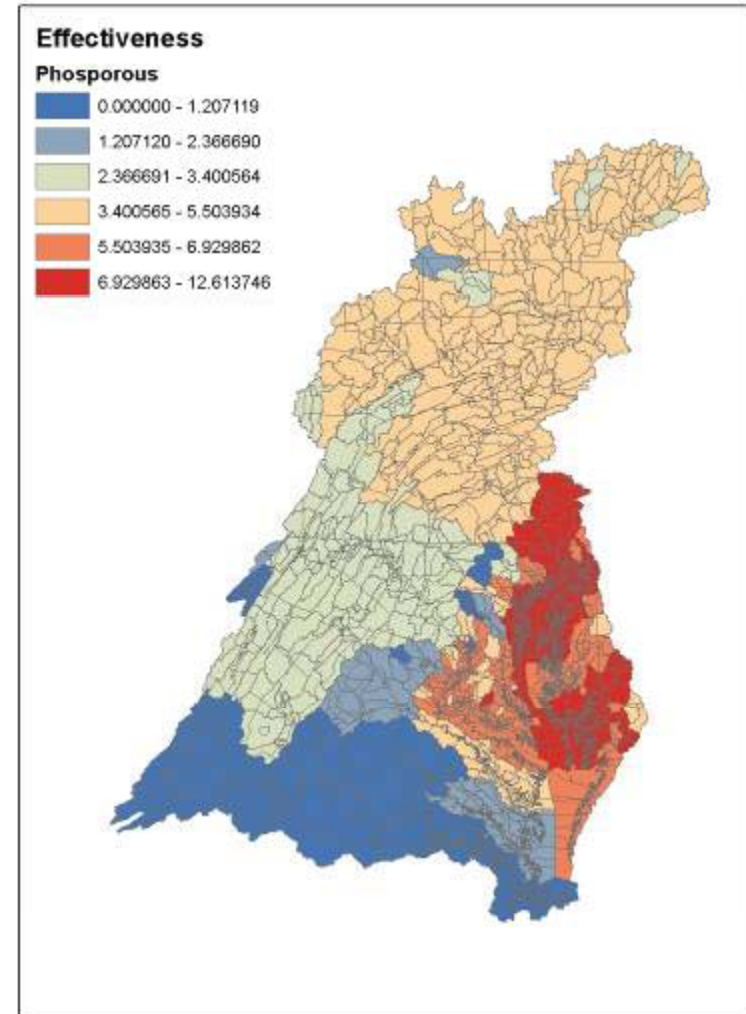 Effectiveness
Phosporous
0.000000 - 1.207119
1.207120 - 2.366690
2.366691 - 3.400564
3.400565 - 5.503934
5.503935 - 6.929862
6.929863 - 12.613746